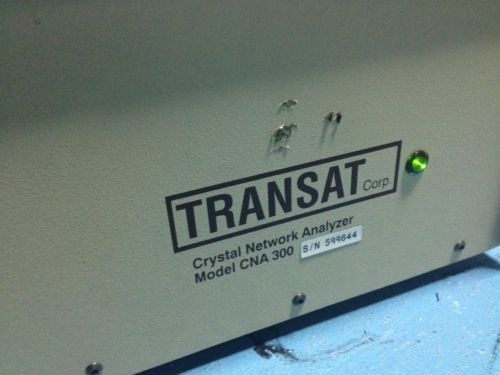 TRANSAT Corp.
Crystal Network Analyzer
Model CNA 300 S/N 599644